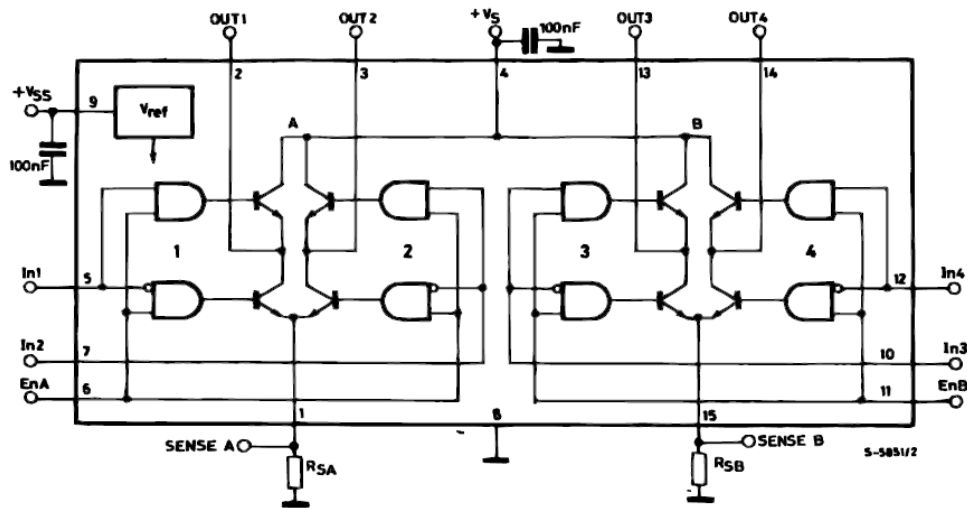 OUT1
OUT2
+VS
100nF
OUT3
OUT4
2
3
4
13
14
+VSS
9
Vref
100nF
A
B
1
2
3
4
In1
5
12
In4
In2
7
10
In3
EnA
6
11
EnB
1
8
15
SENSE A
SENSE B
RSA
RSB
S-5851/2